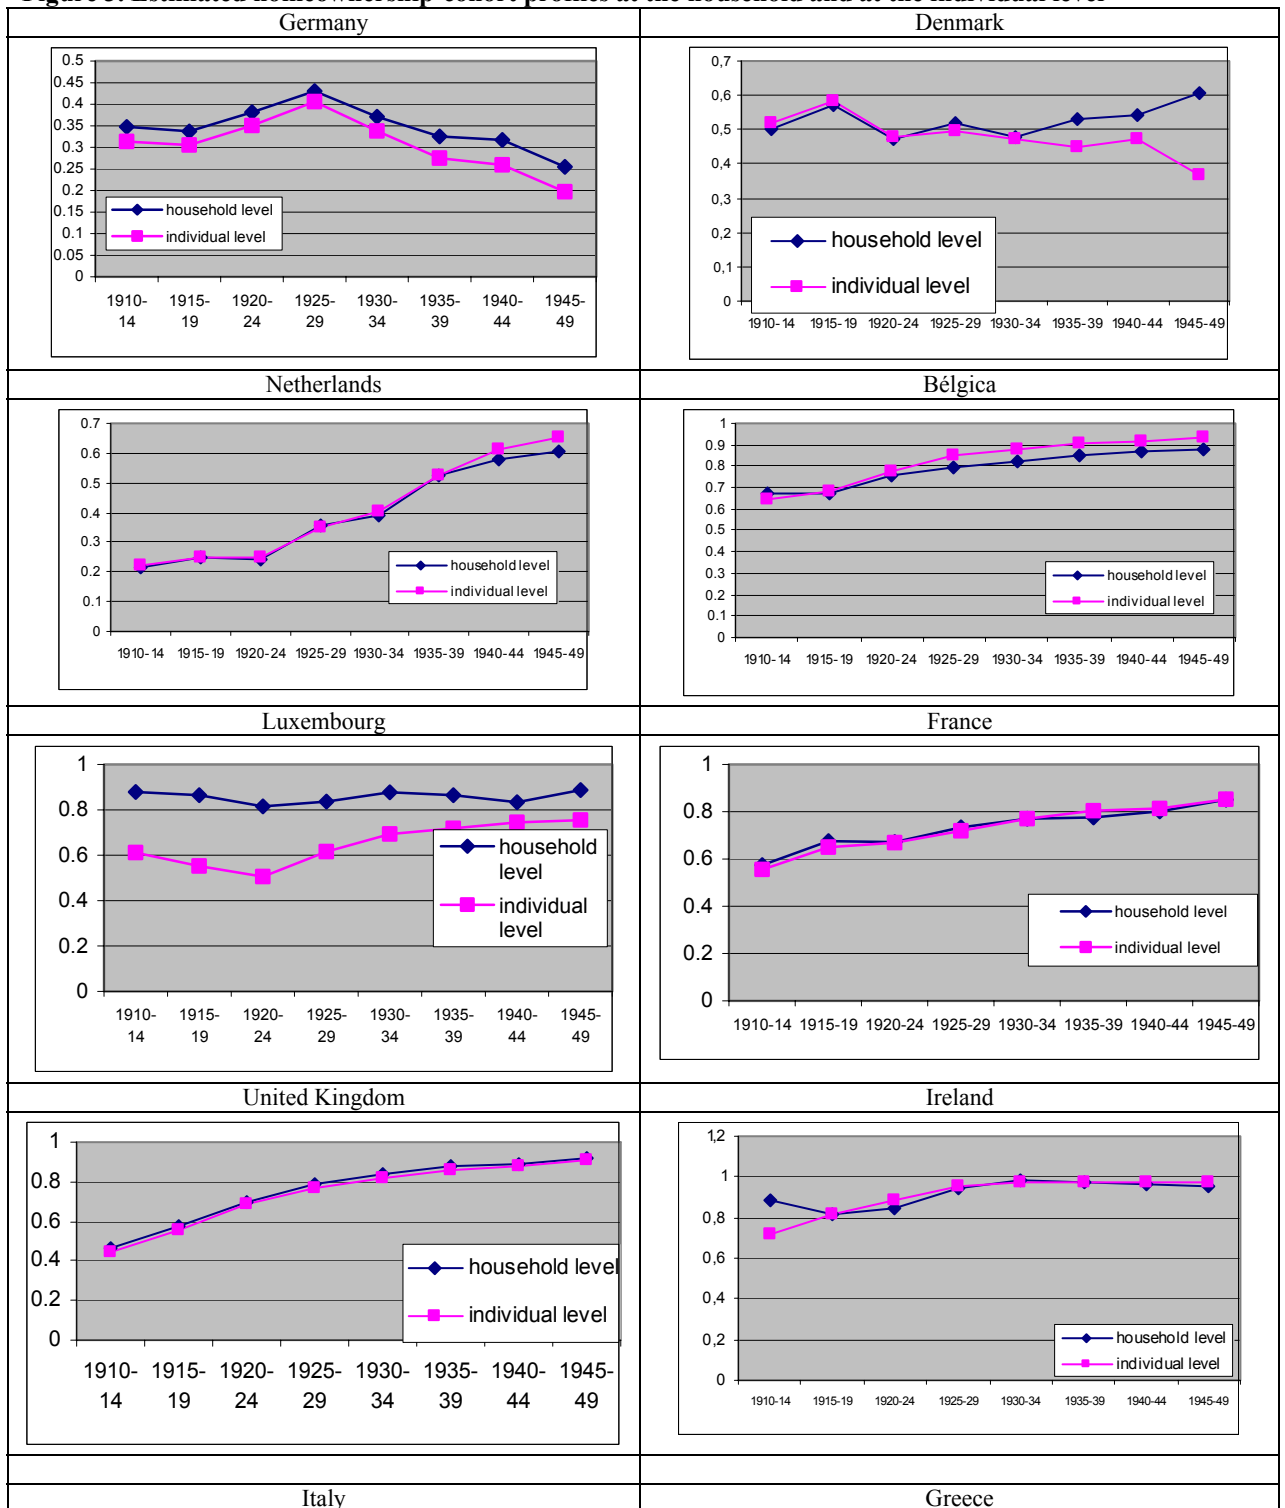 Figure 3: Estimated homeownership cohort profiles at the household and at the individual level
Germany
0.5
0.45
0.4
0.35
0.3
0.25
0.2
0.15
0.1
0.05
0
household level
individual level
1910-14 1915-19 1920-24 1925-29 1930-34 1935-39 1940-44 1945-49
Denmark
0,7
0,6
0,5
0,4
0,3
0,2
0,1
0
household level
individual level
1910-14 1915-19 1920-24 1925-29 1930-34 1935-39 1940-44 1945-49
Netherlands
0.7
0.6
0.5
0.4
0.3
0.2
0.1
0
household level
individual level
1910-14 1915-19 1920-24 1925-29 1930-34 1935-39 1940-44 1945-49
Bélgica
1
0.9
0.8
0.7
0.6
0.5
0.4
0.3
0.2
0.1
0
household level
individual level
1910-14 1915-19 1920-24 1925-29 1930-34 1935-39 1940-44 1945-49
Luxembourg
1
0.8
0.6
0.4
0.2
0
household
level
individual
level
1910-14 1915-19 1920-24 1925-29 1930-34 1935-39 1940-44 1945-49
France
1
0.8
0.6
0.4
0.2
0
household level
individual level
1910-14 1915-19 1920-24 1925-29 1930-34 1935-39 1940-44 1945-49
United Kingdom
1
0.8
0.6
0.4
0.2
0
household level
individual level
1910-14 1915-19 1920-24 1925-29 1930-34 1935-39 1940-44 1945-49
Ireland
1,2
1
0,8
0,6
0,4
0,2
0
household level
individual level
1910-14 1915-19 1920-24 1925-29 1930-34 1935-39 1940-44 1945-49
Italy
Greece